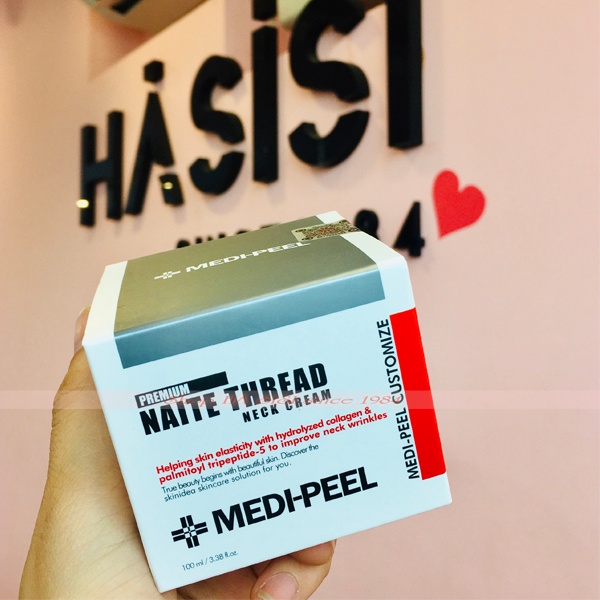 HÀSISI
MEDI-PEEL
PREMIUM
NAITE THREAD
NECK CREAM
Helping skin elasticity with hydrolyzed collagen &
palmitoyl tripeptide-5 to improve neck wrinkles
True beauty begins with beautiful skin. Discover the
skinidea skincare solution for you.
MEDI-PEEL
100 ml / 3.38 fl.oz.
MEDI-PEEL CUSTOMIZE